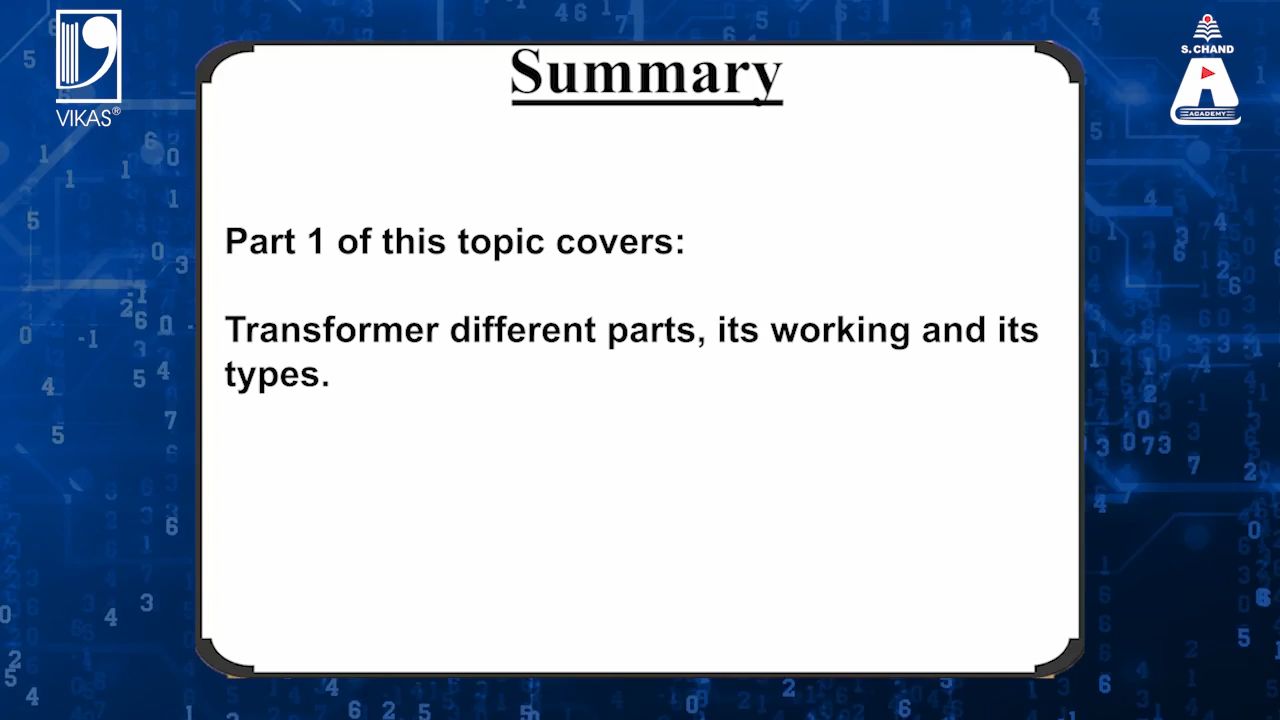 VIKAS®
S.CHAND
ACADEMY
Summary
Part 1 of this topic covers:
Transformer different parts, its working and its
types.